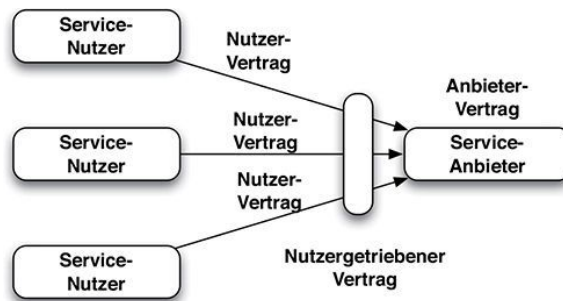 Service-
Nutzer
Nutzer-
Vertrag
Anbieter-
Vertrag
Service-
Nutzer
Nutzer-
Vertrag
Service-
Anbieter
Nutzer-
Vertrag
Service-
Nutzer
Nutzergetriebener
Vertrag